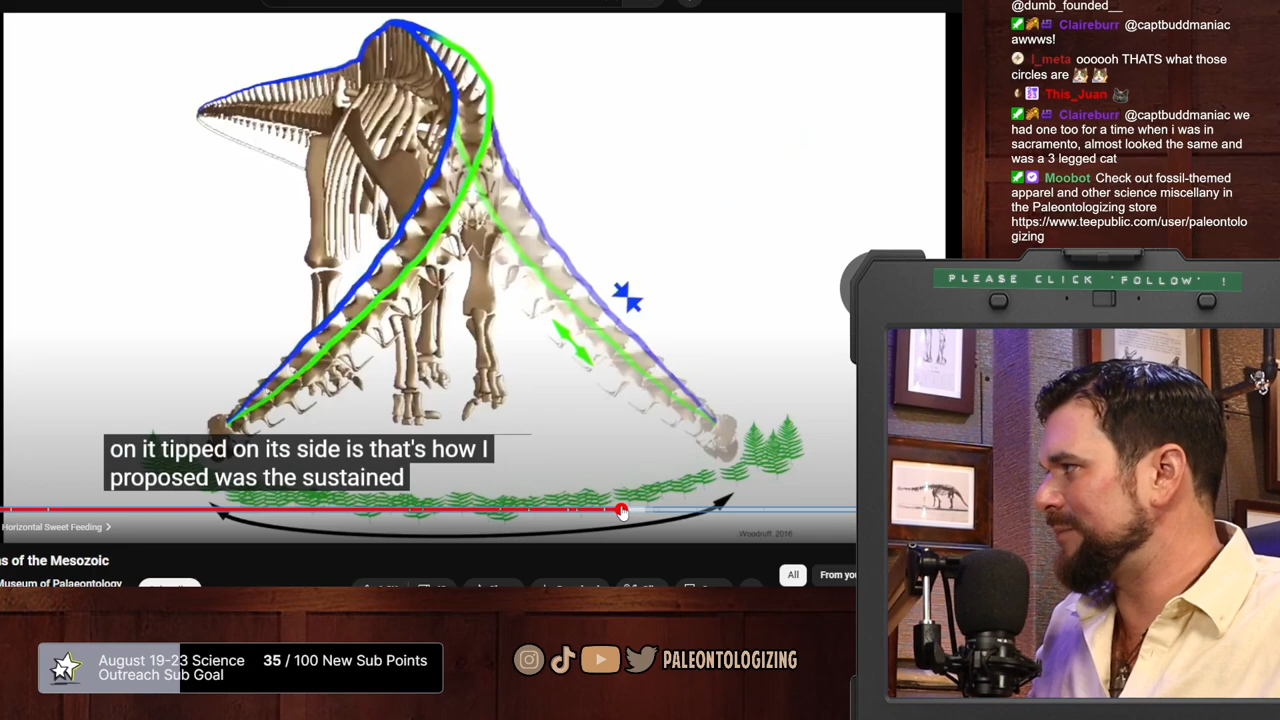 @dumb_founded__
Claireburr @captbuddmaniac
awwws!
I_meta oooooh THATS what those
circles are
This_Juan
Claireburr @captbuddmaniac we
had one too for a time when i was in
sacramento, almost looked the same and
was a 3 legged cat
Moobot Check out fossil-themed
apparel and other science miscellany in
the Paleontologizing store
https://www.teepublic.com/user/paleontolo
gizing
PLEASE CLICK 'FOLLOW' !
on it tipped on its side is that's how I
proposed was the sustained
Horizontal Sweet Feeding >
Woodruff, 2016
ns of the Mesozoic
Museum of Palaeontology
All
From you
August 19-23 Science
Outreach Sub Goal
35 / 100 New Sub Points
PALEONTOLOGIZING